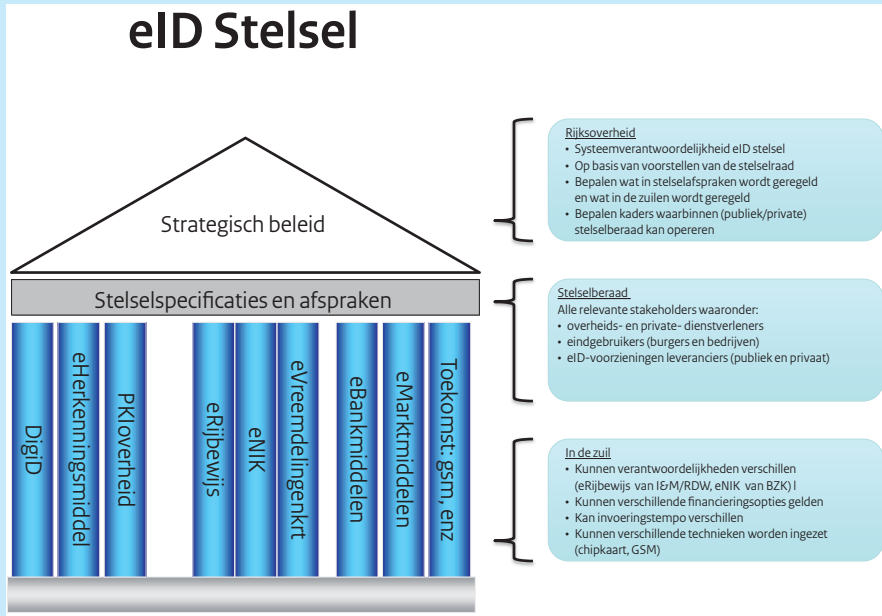 eID Stelsel
Strategisch beleid
Stelselspecificaties en afspraken
DigiD
eHerkenningsmiddel
PKIoverheid
eRijbewijs
eNIK
eVreemdelingenkrt
eBankmiddelen
eMarktmiddelen
Toekomst: gsm, enz
Rijksoverheid
• Systeemverantwoordelijkheid eID stelsel
• Op basis van voorstellen van de stelselraad
• Bepalen wat in stelselafspraken wordt geregeld
en wat in de zuilen wordt geregeld
• Bepalen kaders waarbinnen (publiek/private)
stelselberaad kan opereren
Stelselberaad
Alle relevante stakeholders waaronder:
• overheids- en private- dienstverleners
• eindgebruikers (burgers en bedrijven)
• eID-voorzieningen leveranciers (publiek en privaat)
In de zuil
• Kunnen verantwoordelijkheden verschillen
(eRijbewijs van I&M/RDW, eNIK van BZK) l
• Kunnen verschillende financieringsopties gelden
• Kan invoeringstempo verschillen
• Kunnen verschillende technieken worden ingezet
(chipkaart, GSM)